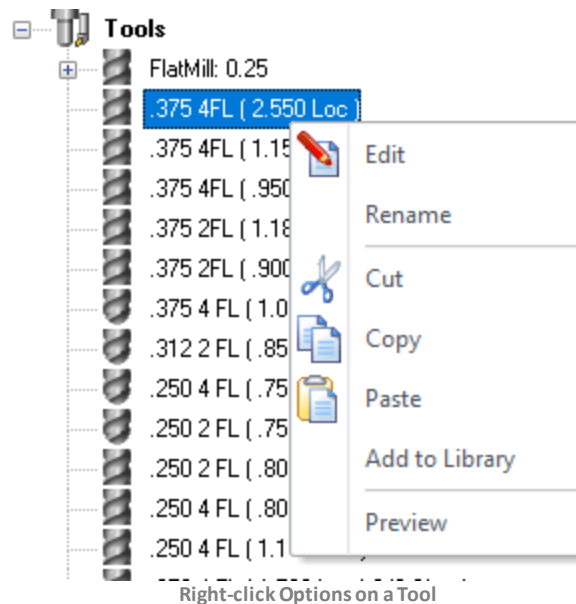 Tools
FlatMill: 0.25
.375 4FL ( 2.550 Loc )
.375 4FL ( 1.15
.375 4FL ( .950
.375 2FL ( 1.18
.375 2FL ( .900
.375 4 FL ( 1.0
.312 2 FL ( .85
.250 4 FL ( .75
.250 2 FL ( .75
.250 2 FL ( .80
.250 4 FL ( .80
.250 4 FL ( 1.1
Edit
Rename
Cut
Copy
Paste
Add to Library
Preview
Right-click Options on a Tool